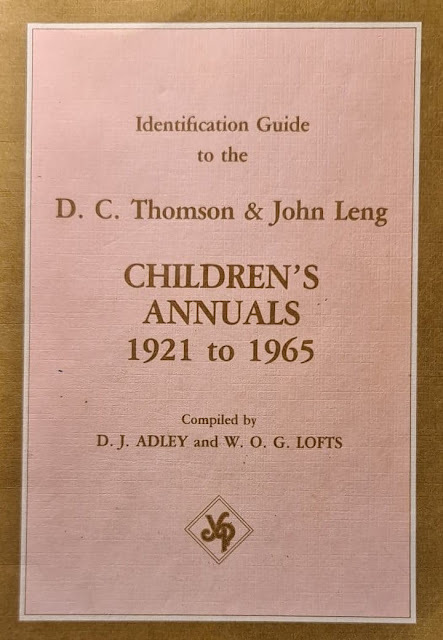 Identification Guide
to the
D. C. Thomson & John Leng
CHILDREN'S
ANNUALS
1921 to 1965
Compiled by
D. J. ADLEY and W. O. G. LOFTS